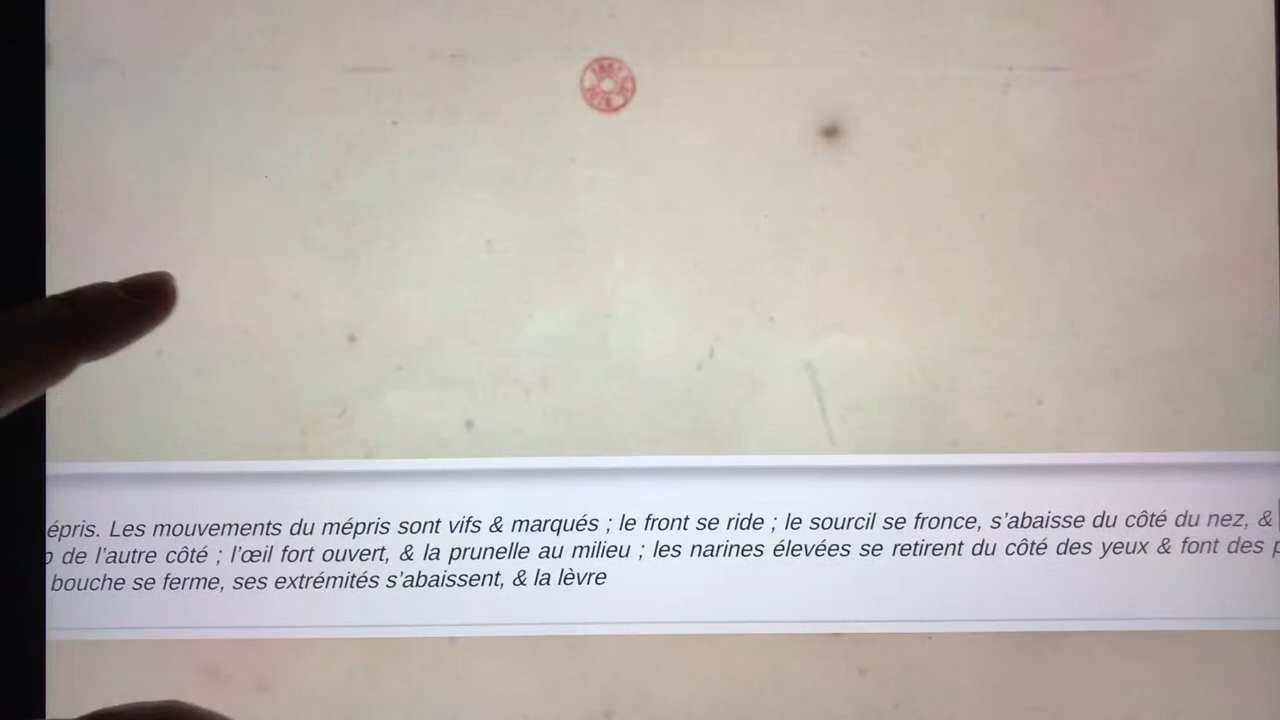 épris. Les mouvements du mépris sont vifs & marqués ; le front se ride ; le sourcil se fronce, s’abaisse du côté du nez, &
de l’autre côté ; l’œil fort ouvert, & la prunelle au milieu ; les narines élevées se retirent du côté des yeux & font des
bouche se ferme, ses extrémités s’abaissent, & la lèvre